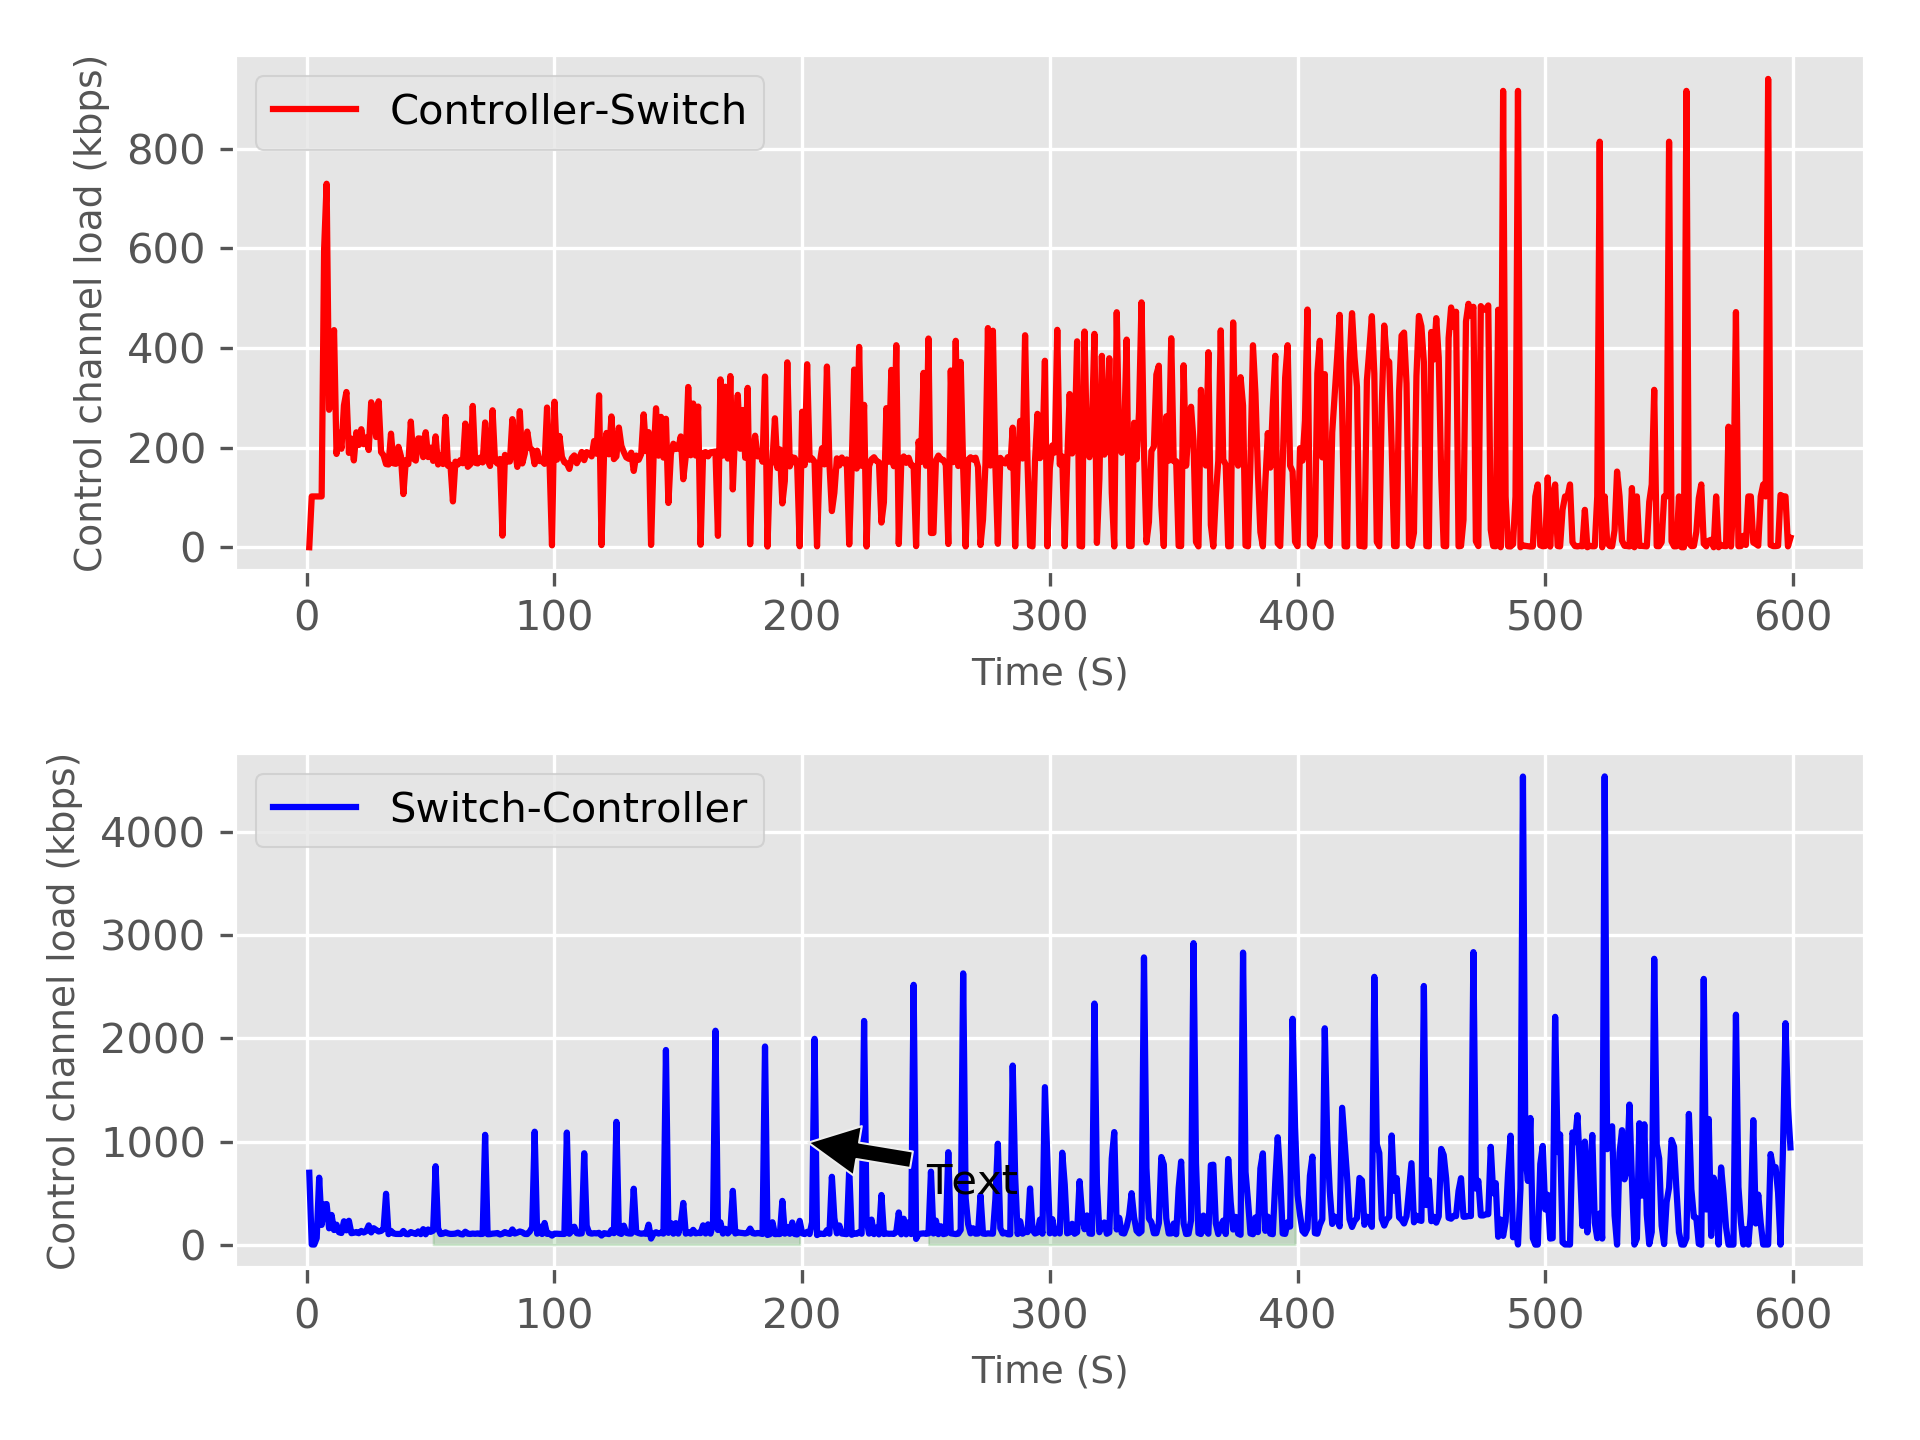 Control channel load (kbps)
Controller-Switch
800
600
400
200
0
0 100 200 300 400 500 600
Time (S)
Control channel load (kbps)
Switch-Controller
4000
3000
2000
1000
0
Text
0 100 200 300 400 500 600
Time (S)